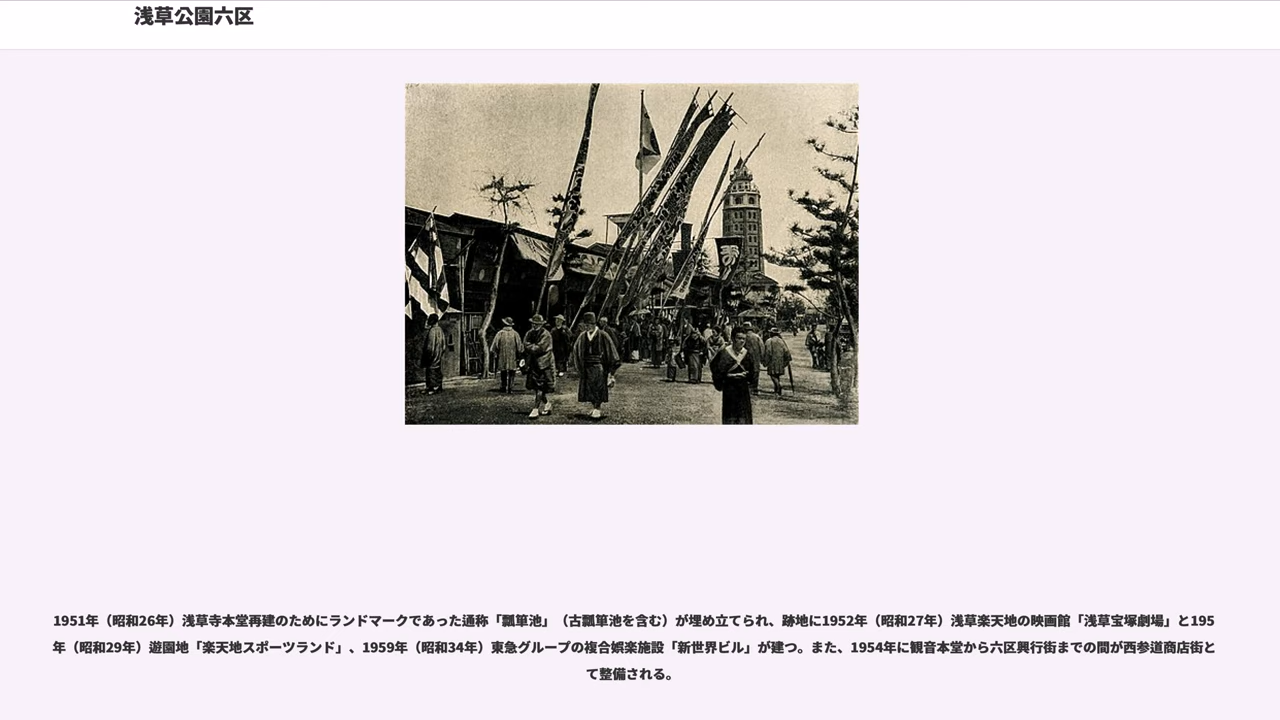 浅草公園六区
1951年（昭和26年）浅草寺本堂再建のためにランドマークであった通称「瓢箪池」（古瓢箪池を含む）が埋め立てられ、跡地に1952年（昭和27年）浅草楽天地の映画館「浅草宝塚劇場」と195
年（昭和29年）遊園地「楽天地スポーツランド」、1959年（昭和34年）東急グループの複合娯楽施設「新世界ビル」が建つ。また、1954年に観音本堂から六区興行街までの間が西参道商店街と
て整備される。